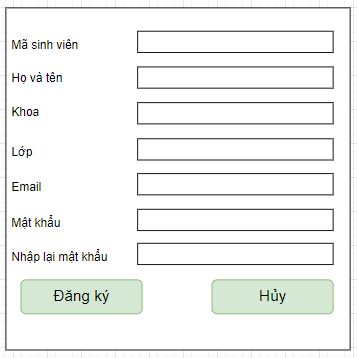 Mã sinh viên
Họ và tên
Khoa
Lớp
Email
Mật khẩu
Nhập lại mật khẩu
Đăng ký
Hủy